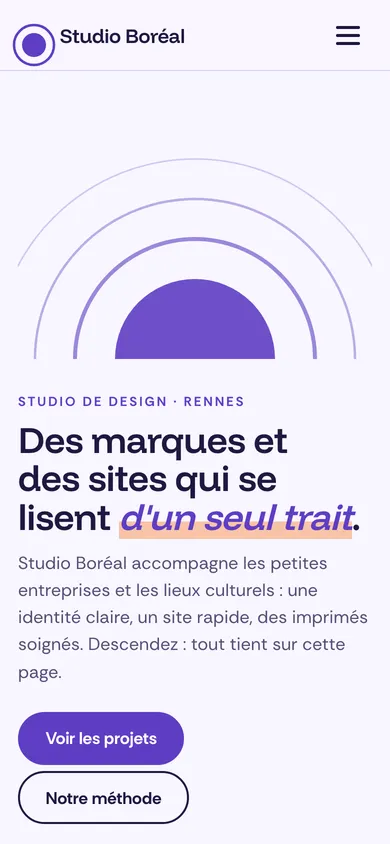 Studio Boréal
STUDIO DE DESIGN · RENNES
Des marques et
des sites qui se
lisent d'un seul trait.
Studio Boréal accompagne les petites
entreprises et les lieux culturels : une
identité claire, un site rapide, des imprimés
soignés. Descendez : tout tient sur cette
page.
Voir les projets
Notre méthode